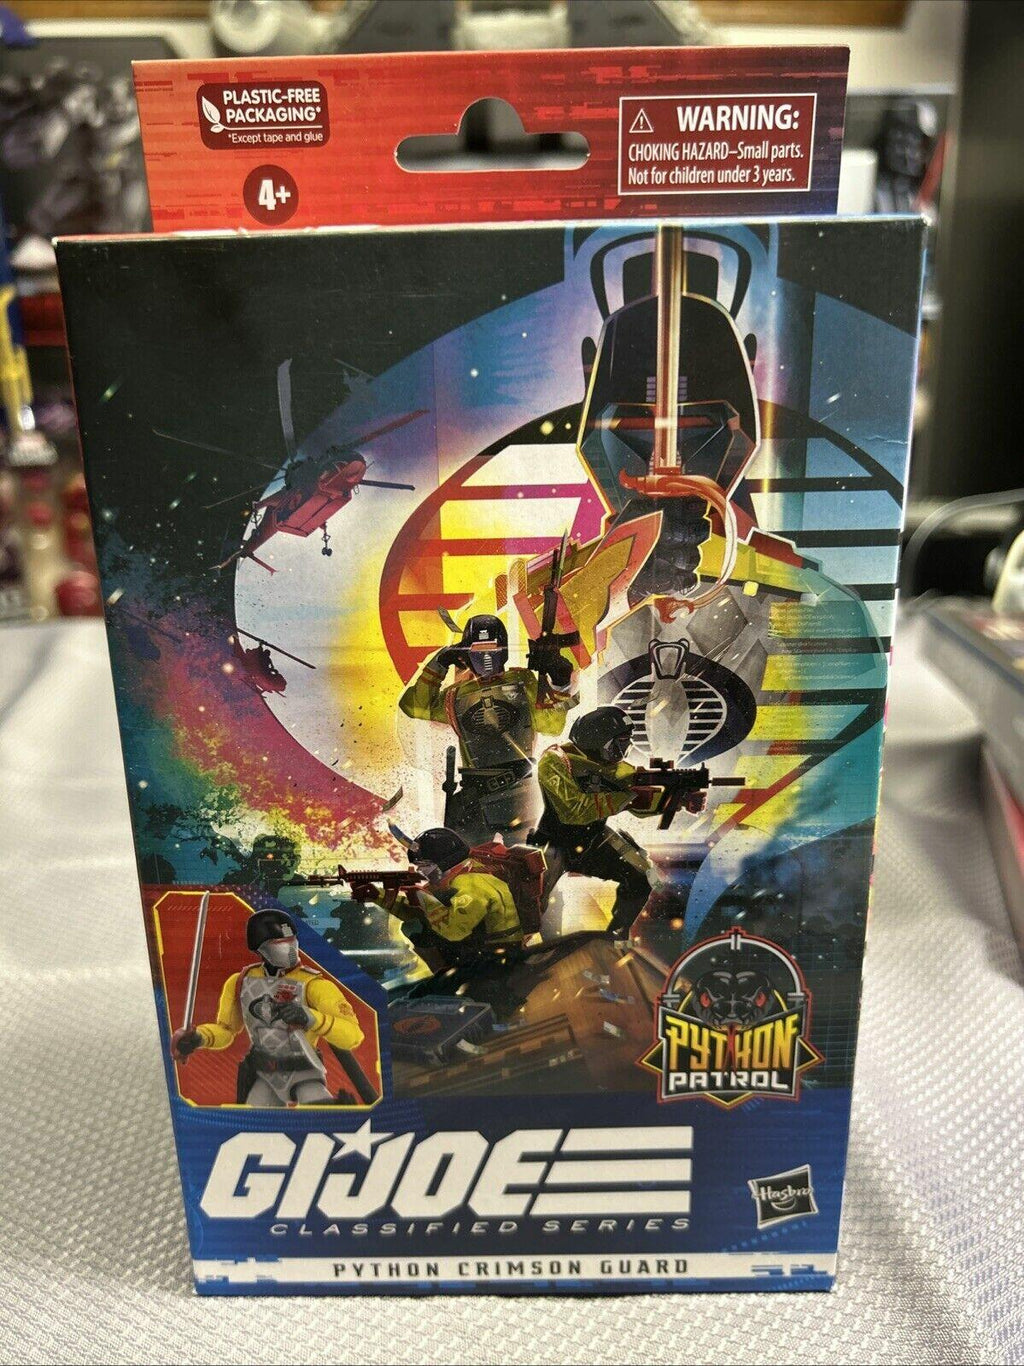 PLASTIC-FREE
PACKAGING*
*Except tape and glue
4+
WARNING:
CHOKING HAZARD–Small parts.
Not for children under 3 years.
PYTHON
PATROL
GI JOE
CLASSIFIED SERIES
Hasbro
PYTHON CRIMSON GUARD